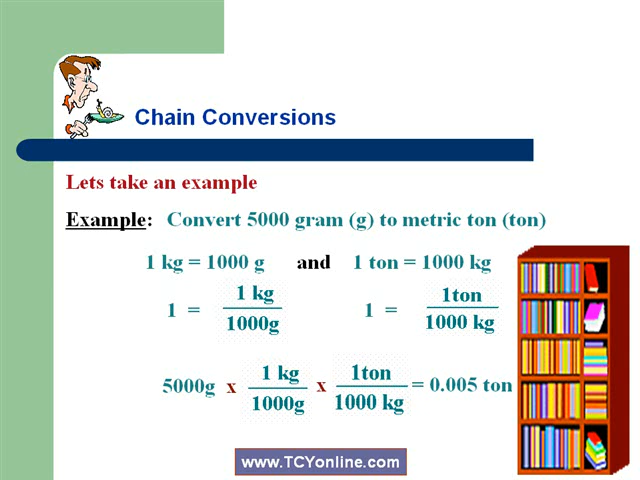 Chain Conversions
Lets take an example
Example: Convert 5000 gram (g) to metric ton (ton)
1 kg = 1000 g and 1 ton = 1000 kg
1 = 1 kg / 1000g 1 = 1ton / 1000 kg
5000g x 1 kg / 1000g x 1ton / 1000 kg = 0.005 ton
www.TCYonline.com